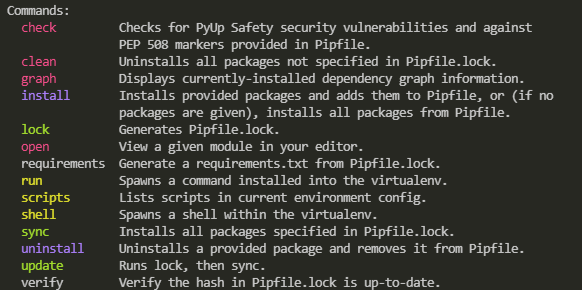 Commands:
check Checks for PyUp Safety security vulnerabilities and against
PEP 508 markers provided in Pipfile.
clean Uninstalls all packages not specified in Pipfile.lock.
graph Displays currently-installed dependency graph information.
install Installs provided packages and adds them to Pipfile, or (if no
packages are given), installs all packages from Pipfile.
lock Generates Pipfile.lock.
open View a given module in your editor.
requirements Generate a requirements.txt from Pipfile.lock.
run Spawns a command installed into the virtualenv.
scripts Lists scripts in current environment config.
shell Spawns a shell within the virtualenv.
sync Installs all packages specified in Pipfile.lock.
uninstall Uninstalls a provided package and removes it from Pipfile.
update Runs lock, then sync.
verify Verify the hash in Pipfile.lock is up-to-date.